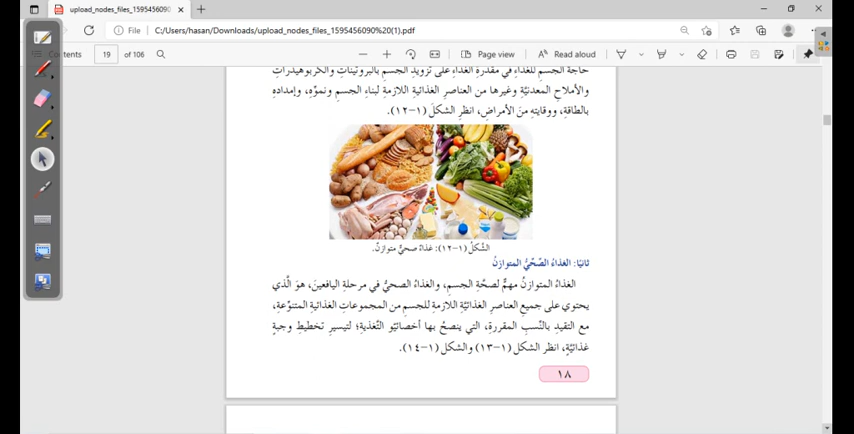 upload_nodes_files_1595456090
File
C:/Users/hasan/Downloads/upload_nodes_files_1595456090%20(1).pdf
Contents
19 of 106
Page view
Read aloud
حاجة الجسمِ للغذاءِ في مقدرةِ الغذاءِ على تزويدِ الجسمِ بالبروتيناتِ والكربوهيدراتِ
والأملاحِ المعدنيّةِ وغيرها من العناصرِ الغذائيةِ اللازمةِ لبناءِ الجسمِ ونموّهِ، وإمدادهِ
بالطاقةِ، ووقايتهِ منَ الأمراضِ، انظرِ الشكلَ (١-١٢).
الشّكلُ (١-١٢): غذاءٌ صحيٌّ متوازنٌ.
ثانيًا: الغذاءُ الصّحّيُّ المتوازنُ
الغذاءُ المتوازنُ مهمٌّ لصحّةِ الجسمِ، والغذاءُ الصحيُّ في مرحلةِ اليافعينَ، هوَ الّذي
يحتوي على جميعِ العناصرِ الغذائيّةِ اللازمةِ للجسمِ من المجموعاتِ الغذائيةِ المتنوّعةِ،
مع التقيدِ بالنّسبِ المقررةِ، التي ينصحُ بها أخصائيّو التّغذيةِ؛ لتيسيرِ تخطيطِ وجبةٍ
غذائيّةٍ، انظر الشكل (١-١٣) والشكل (١-١٤).
١٨